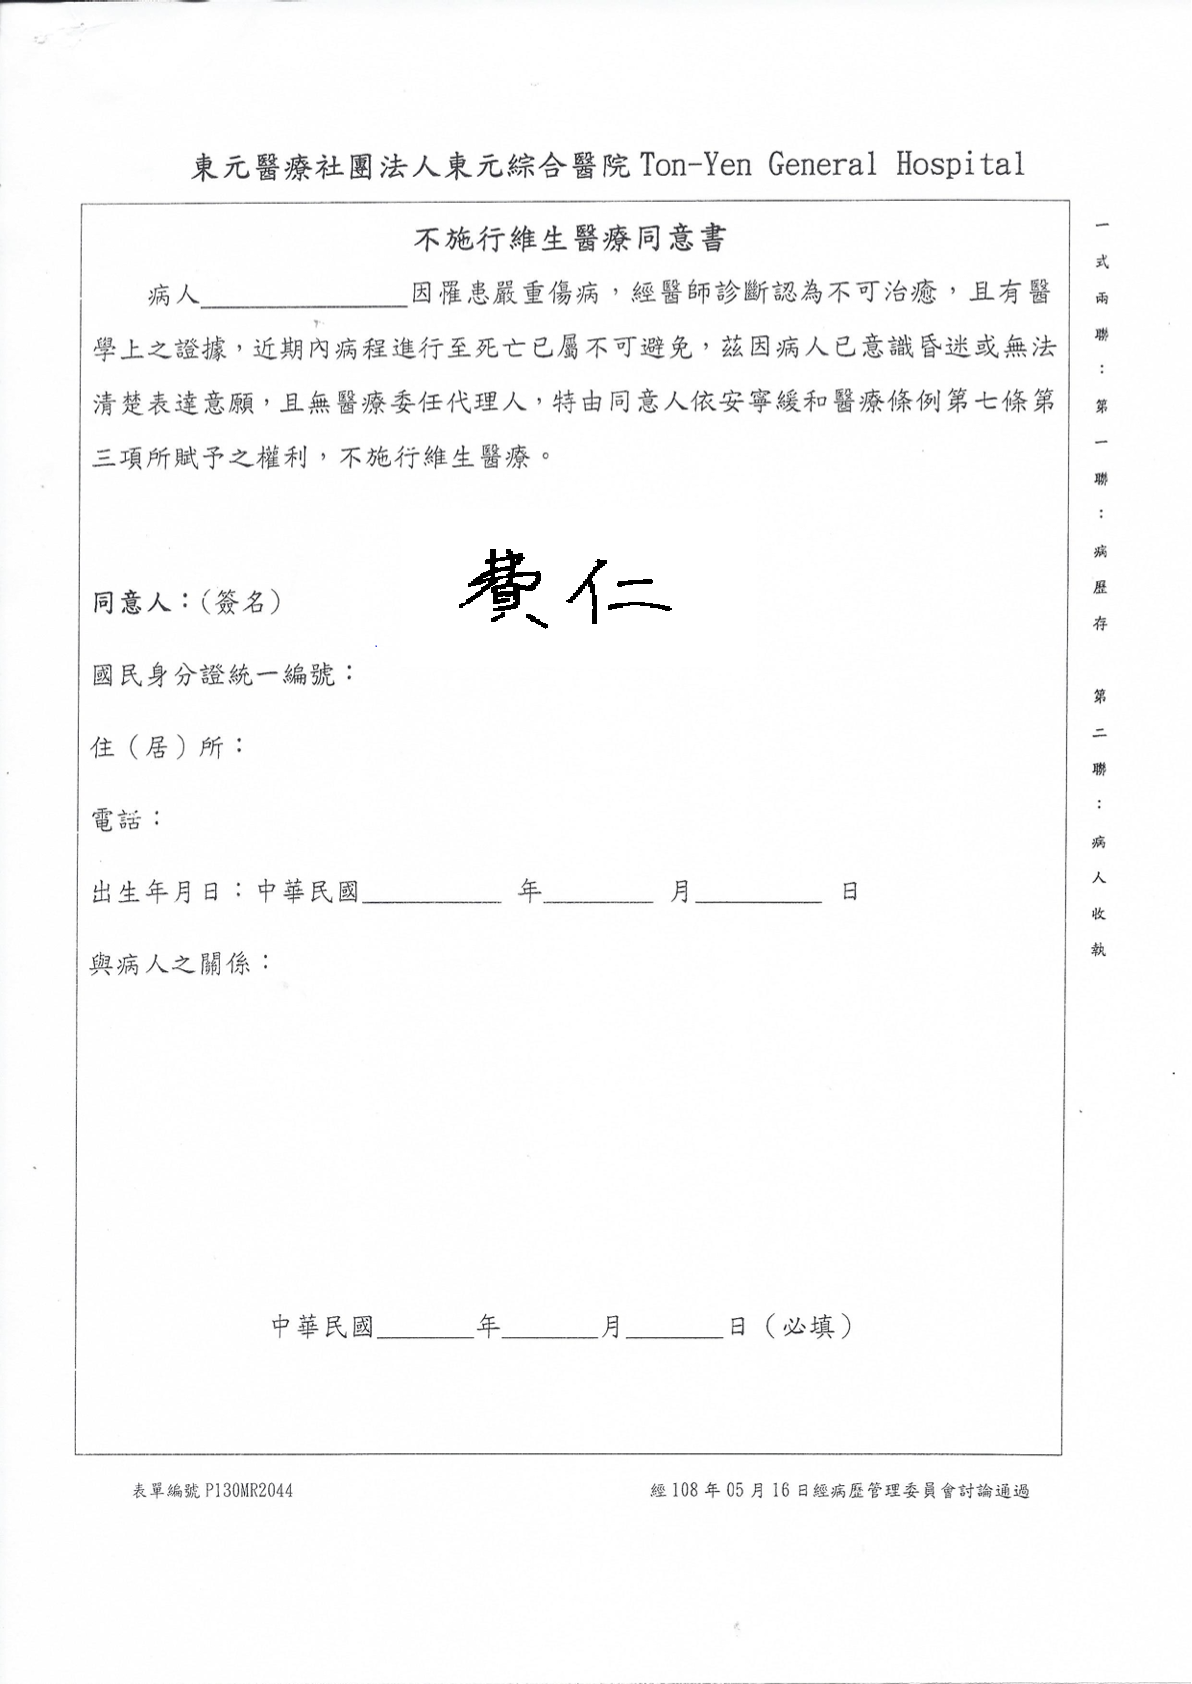 東元醫療社團法人東元綜合醫院 Ton-Yen General Hospital
不施行維生醫療同意書
病人______________因罹患嚴重傷病，經醫師診斷認為不可治癒，且有醫
學上之證據，近期內病程進行至死亡已屬不可避免，茲因病人已意識昏迷或無法
清楚表達意願，且無醫療委任代理人，特由同意人依安寧緩和醫療條例第七條第
三項所賦予之權利，不施行維生醫療。
同意人：（簽名） 費仁
國民身分證統一編號：
住（居）所：
電話：
出生年月日：中華民國__________ 年________ 月_________ 日
與病人之關係：
中華民國_______年_______月_______日（必填）
表單編號 P130MR2044
經 108 年 05 月 16 日經病歷管理委員會討論通過
一式兩聯：第一聯：病歷存 第二聯：病人收執